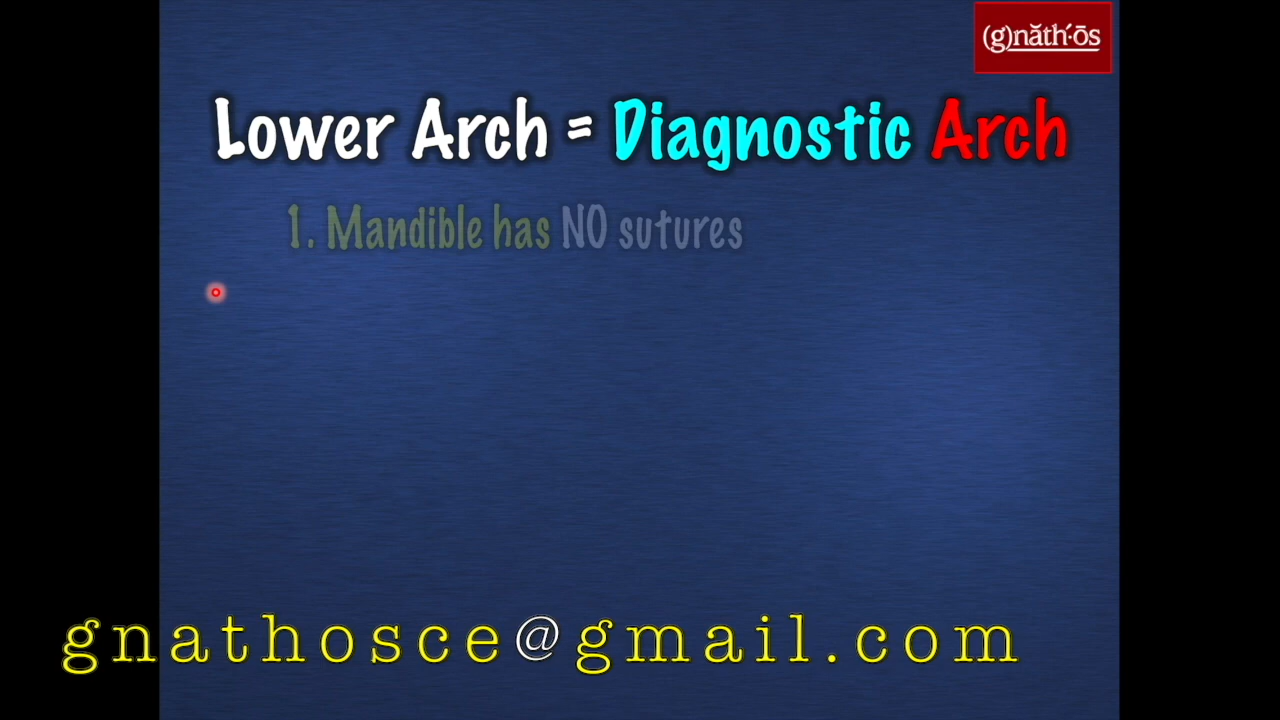 (g)năth′·ōs
Lower Arch = Diagnostic Arch
1. Mandible has NO sutures
gnathosce@gmail.com